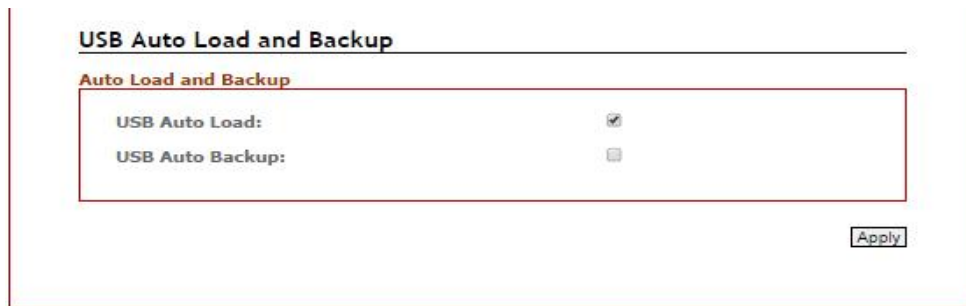 USB Auto Load and Backup
Auto Load and Backup
USB Auto Load:
USB Auto Backup:
Apply